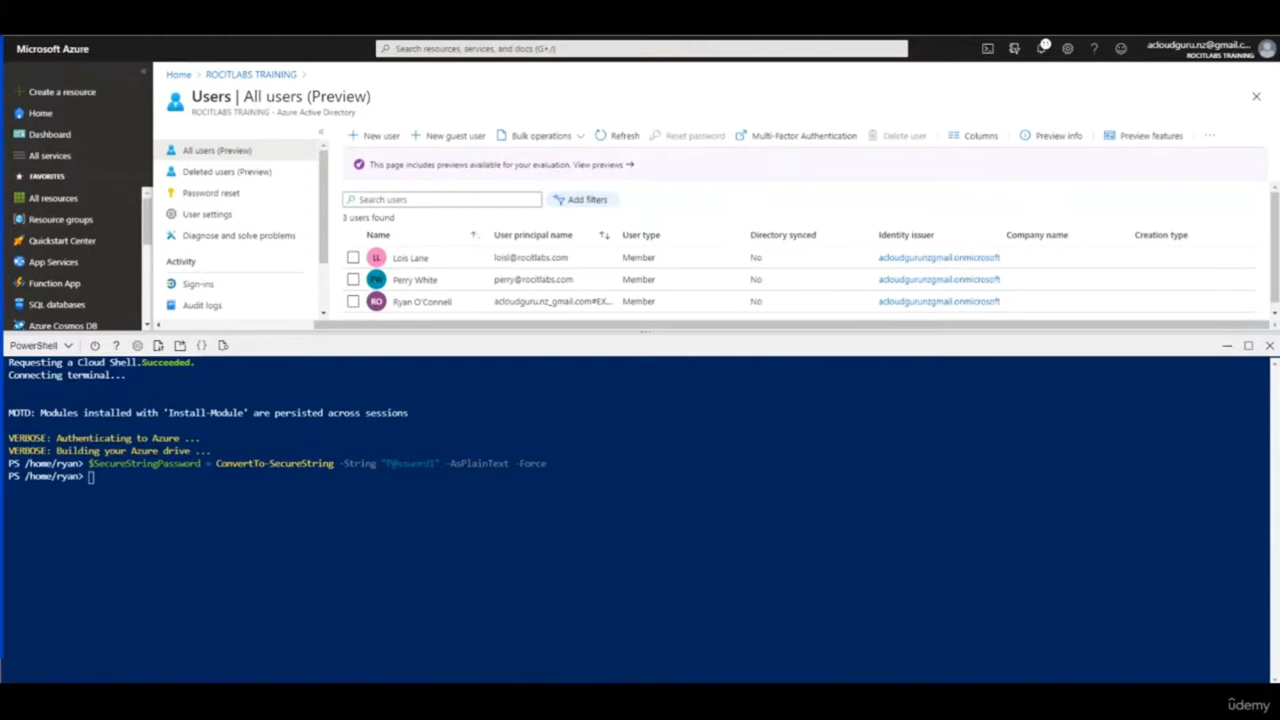 Microsoft Azure
Search resources, services, and docs (G+/)
acloudguru.nz@gmail.c...
ROCITLABS TRAINING
Create a resource
Home
Dashboard
All services
FAVORITES
All resources
Resource groups
Quickstart Center
App Services
Function App
SQL databases
Azure Cosmos DB
Home > ROCITLABS TRAINING >
Users | All users (Preview)
ROCITLABS TRAINING - Azure Active Directory
All users (Preview)
Deleted users (Preview)
Password reset
User settings
Diagnose and solve problems
Activity
Sign-ins
Audit logs
New user New guest user Bulk operations Refresh Reset password Multi-Factor Authentication Delete user Columns Preview info Preview features ...
This page includes previews available for your evaluation. View previews →
Search users Add filters
3 users found
Name User principal name User type Directory synced Identity issuer Company name Creation type
LL Lois Lane loisl@rocitlabs.com Member No acloudgurunzgmail.onmicrosoft
PW Perry White perry@rocitlabs.com Member No acloudgurunzgmail.onmicrosoft
RO Ryan O'Connell acloudguru.nz_gmail.com#EX... Member No acloudgurunzgmail.onmicrosoft
PowerShell
Requesting a Cloud Shell.Succeeded.
Connecting terminal...
MOTD: Modules installed with 'Install-Module' are persisted across sessions
VERBOSE: Authenticating to Azure ...
VERBOSE: Building your Azure drive ...
PS /home/ryan> $SecureStringPassword = ConvertTo-SecureString -String "P@ssword1" -AsPlainText -Force
PS /home/ryan>
ûdemy